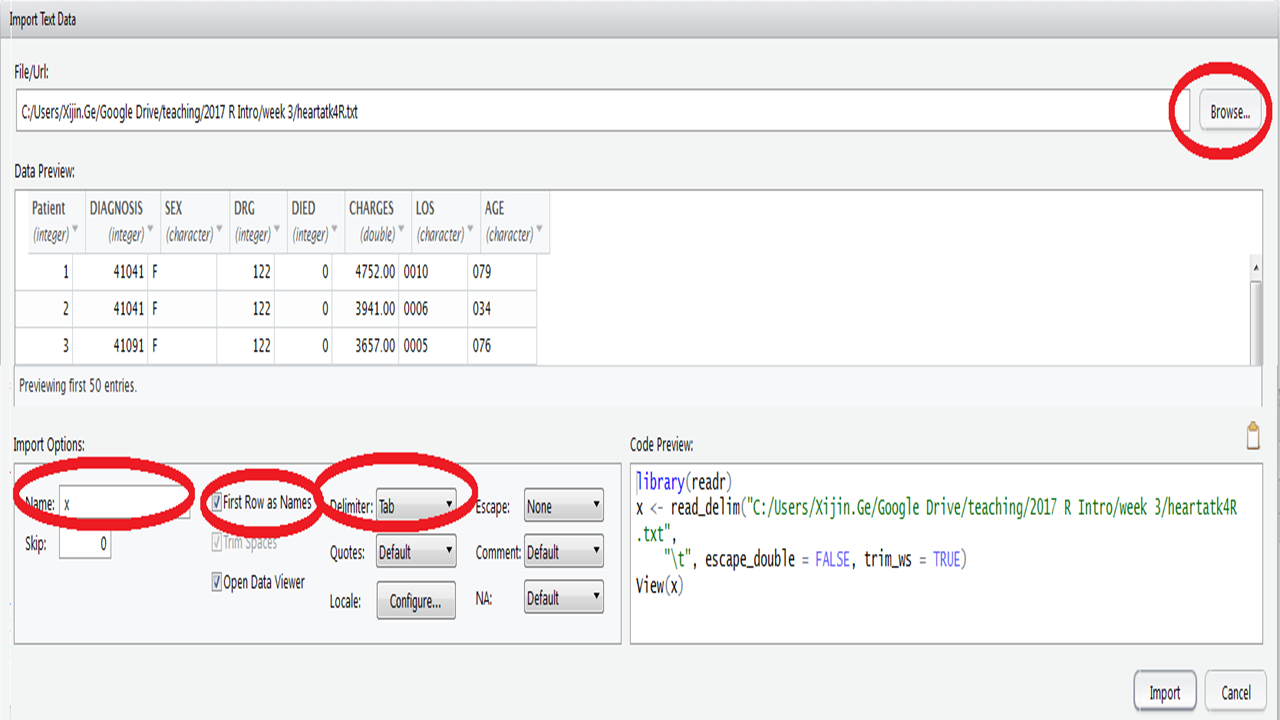 Import Text Data
File/Url:
C:/Users/Xijin.Ge/Google Drive/teaching/2017 R Intro/week 3/heartatk4R.txt
Browse...
Data Preview:
Patient DIAGNOSIS SEX DRG DIED CHARGES LOS AGE
(integer) (integer) (character) (integer) (integer) (double) (character) (character)
1 41041 F 122 0 4752.00 0010 079
2 41041 F 122 0 3941.00 0006 034
3 41091 F 122 0 3657.00 0005 076
Previewing first 50 entries.
Import Options:
Name: x
Skip: 0
First Row as Names
Trim Spaces
Open Data Viewer
Delimiter: Tab
Quotes: Default
Locale: Configure...
Escape: None
Comment: Default
NA: Default
Code Preview:
library(readr)
x <- read_delim("C:/Users/Xijin.Ge/Google Drive/teaching/2017 R Intro/week 3/heartatk4R
.txt",
"\t", escape_double = FALSE, trim_ws = TRUE)
View(x)
Import
Cancel